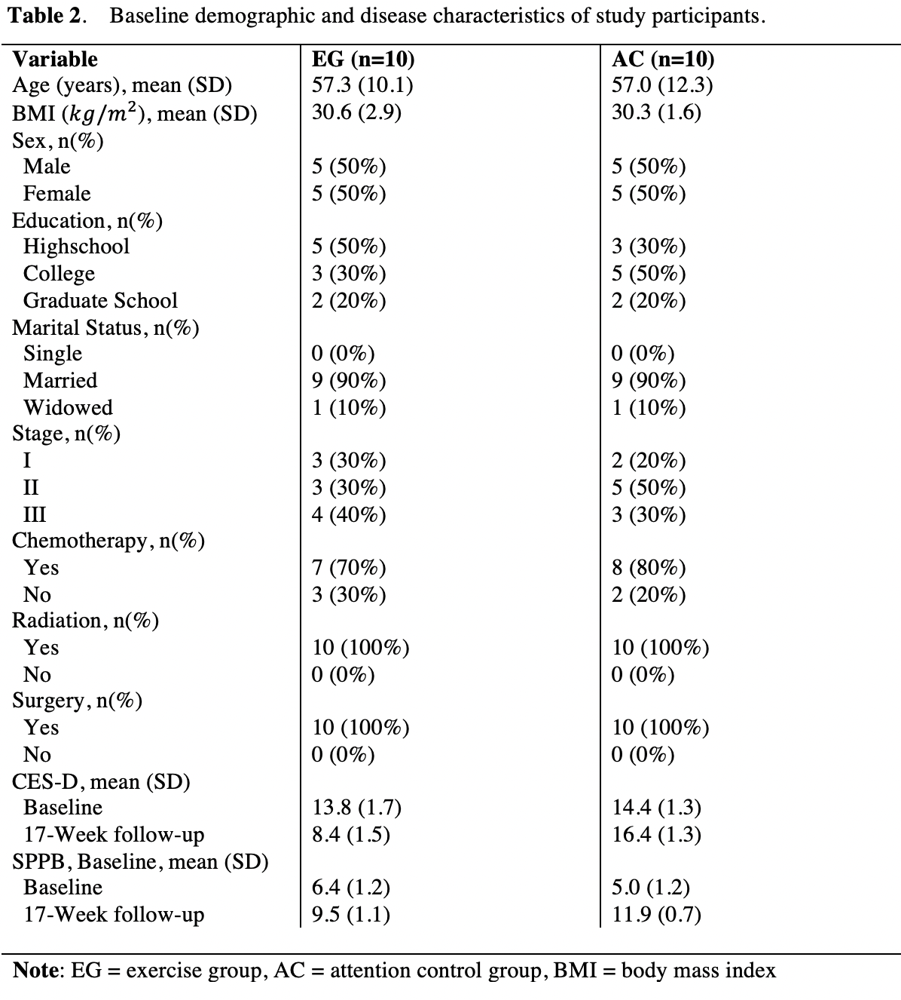 Table 2. Baseline demographic and disease characteristics of study participants.
Variable EG (n=10) AC (n=10)
Age (years), mean (SD) 57.3 (10.1) 57.0 (12.3)
BMI (kg/m²), mean (SD) 30.6 (2.9) 30.3 (1.6)
Sex, n(%)
Male 5 (50%) 5 (50%)
Female 5 (50%) 5 (50%)
Education, n(%)
Highschool 5 (50%) 3 (30%)
College 3 (30%) 5 (50%)
Graduate School 2 (20%) 2 (20%)
Marital Status, n(%)
Single 0 (0%) 0 (0%)
Married 9 (90%) 9 (90%)
Widowed 1 (10%) 1 (10%)
Stage, n(%)
I 3 (30%) 2 (20%)
II 3 (30%) 5 (50%)
III 4 (40%) 3 (30%)
Chemotherapy, n(%)
Yes 7 (70%) 8 (80%)
No 3 (30%) 2 (20%)
Radiation, n(%)
Yes 10 (100%) 10 (100%)
No 0 (0%) 0 (0%)
Surgery, n(%)
Yes 10 (100%) 10 (100%)
No 0 (0%) 0 (0%)
CES-D, mean (SD)
Baseline 13.8 (1.7) 14.4 (1.3)
17-Week follow-up 8.4 (1.5) 16.4 (1.3)
SPPB, Baseline, mean (SD)
Baseline 6.4 (1.2) 5.0 (1.2)
17-Week follow-up 9.5 (1.1) 11.9 (0.7)
Note: EG = exercise group, AC = attention control group, BMI = body mass index